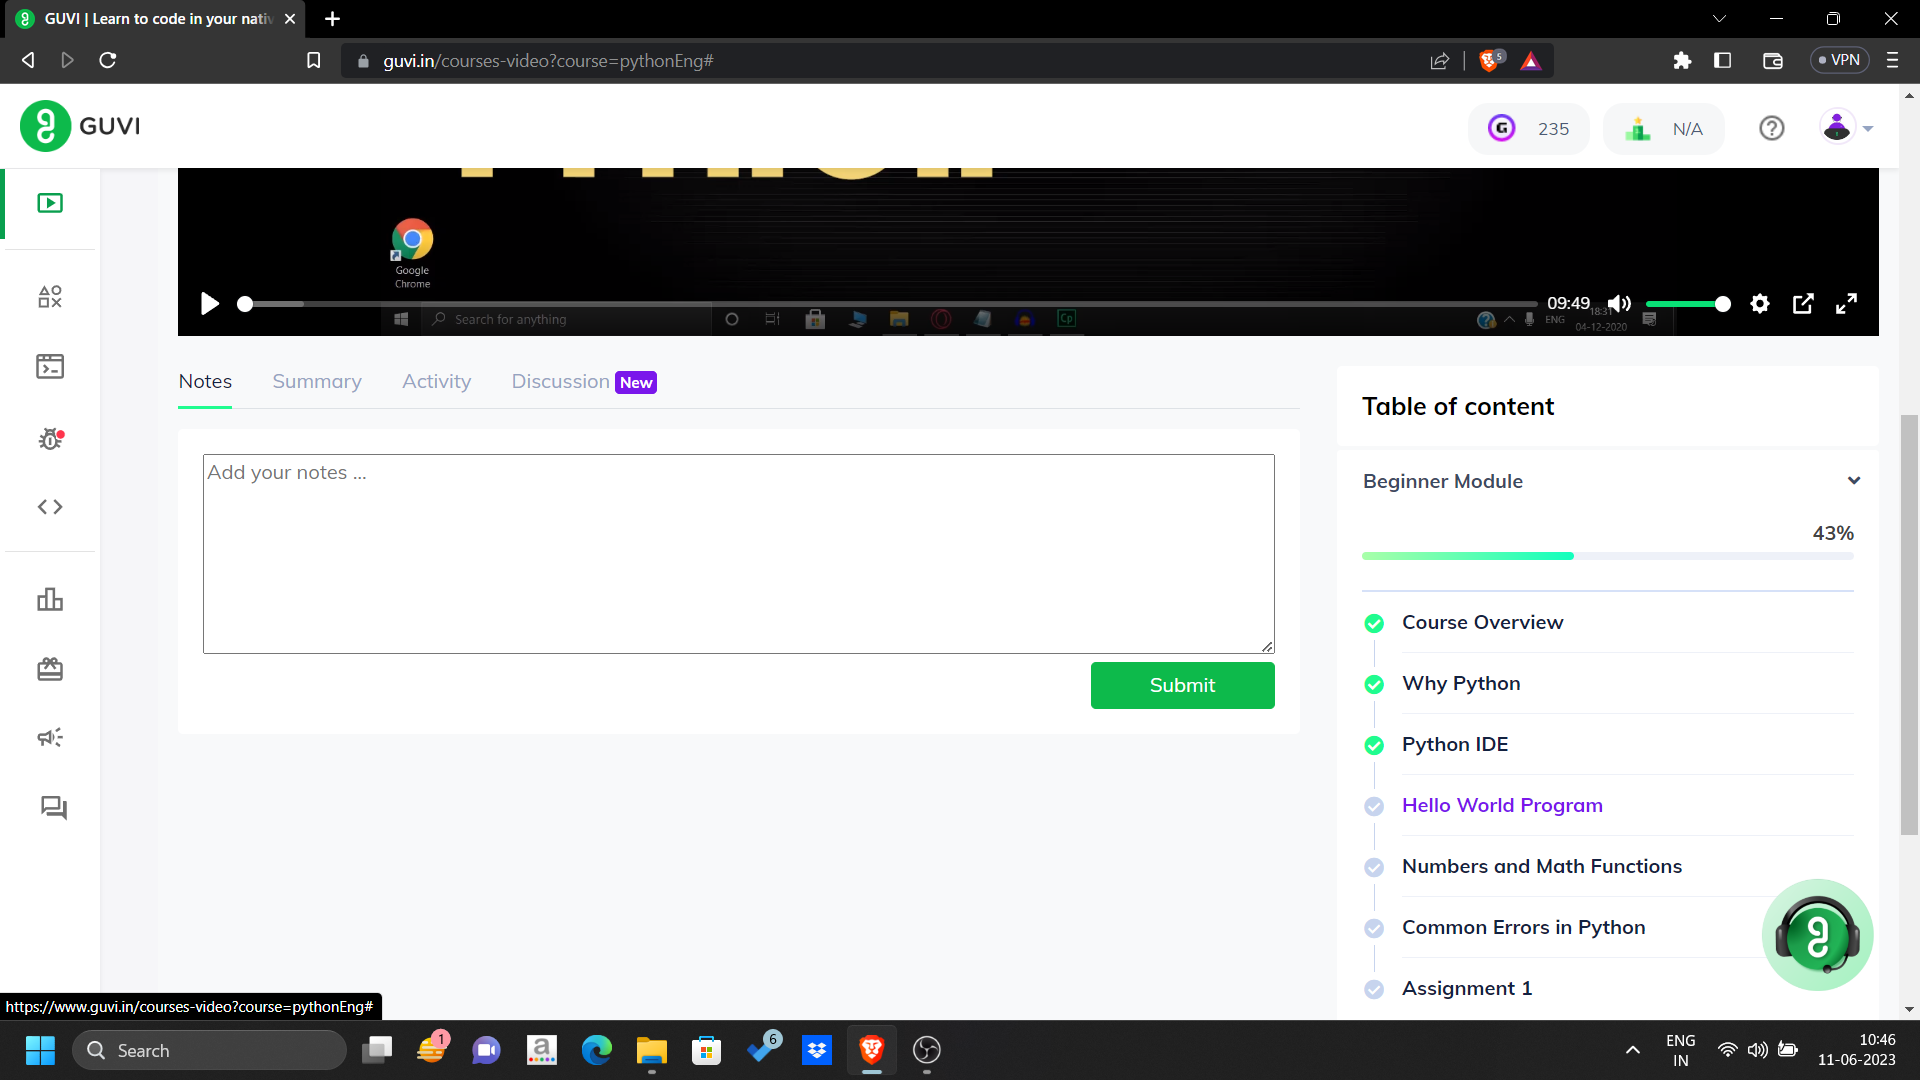 GUVI | Learn to code in your nativ
guvi.in/courses-video?course=pythonEng#
5
VPN
GUVI
235
N/A
Google
Chrome
09:49
Search for anything
Cp
ENG
18:31
04-12-2020
Notes
Summary
Activity
Discussion New
Add your notes ...
Submit
Table of content
Beginner Module
43%
Course Overview
Why Python
Python IDE
Hello World Program
Numbers and Math Functions
Common Errors in Python
Assignment 1
https://www.guvi.in/courses-video?course=pythonEng#
Search
1
a
6
ENG
IN
10:46
11-06-2023